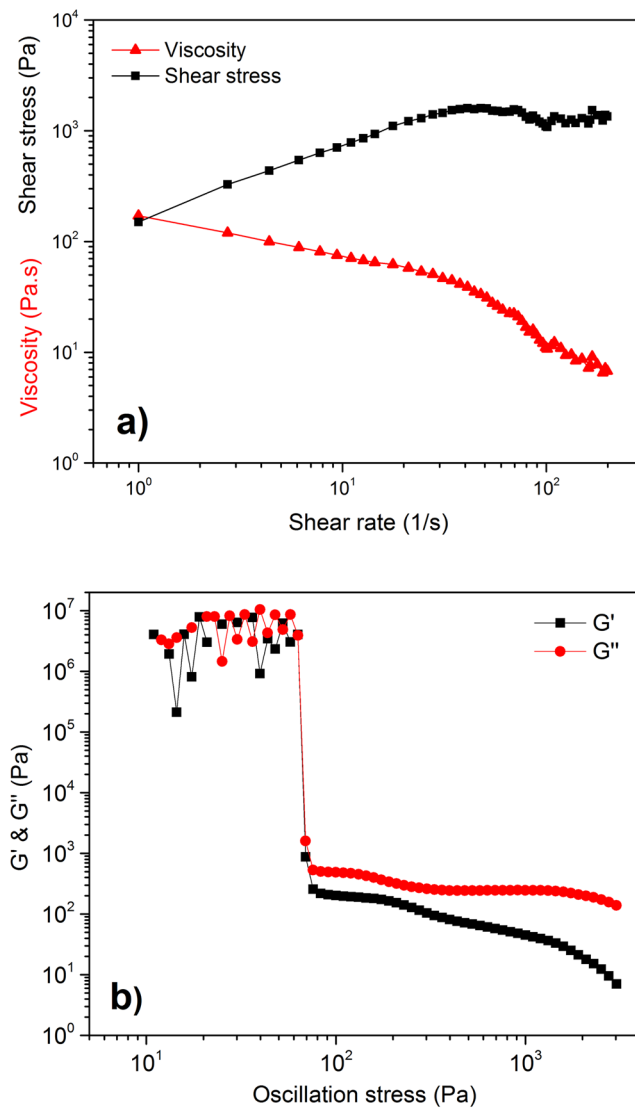 10⁴
Viscosity
Shear stress
Shear stress (Pa)
10³
10²
Viscosity (Pa.s)
10¹
a)
10⁰
10⁰ 10¹ 10²
Shear rate (1/s)
10⁷
G'
G"
10⁶
10⁵
10⁴
G' & G" (Pa)
10³
10²
10¹
b)
10⁰
10¹ 10² 10³
Oscillation stress (Pa)